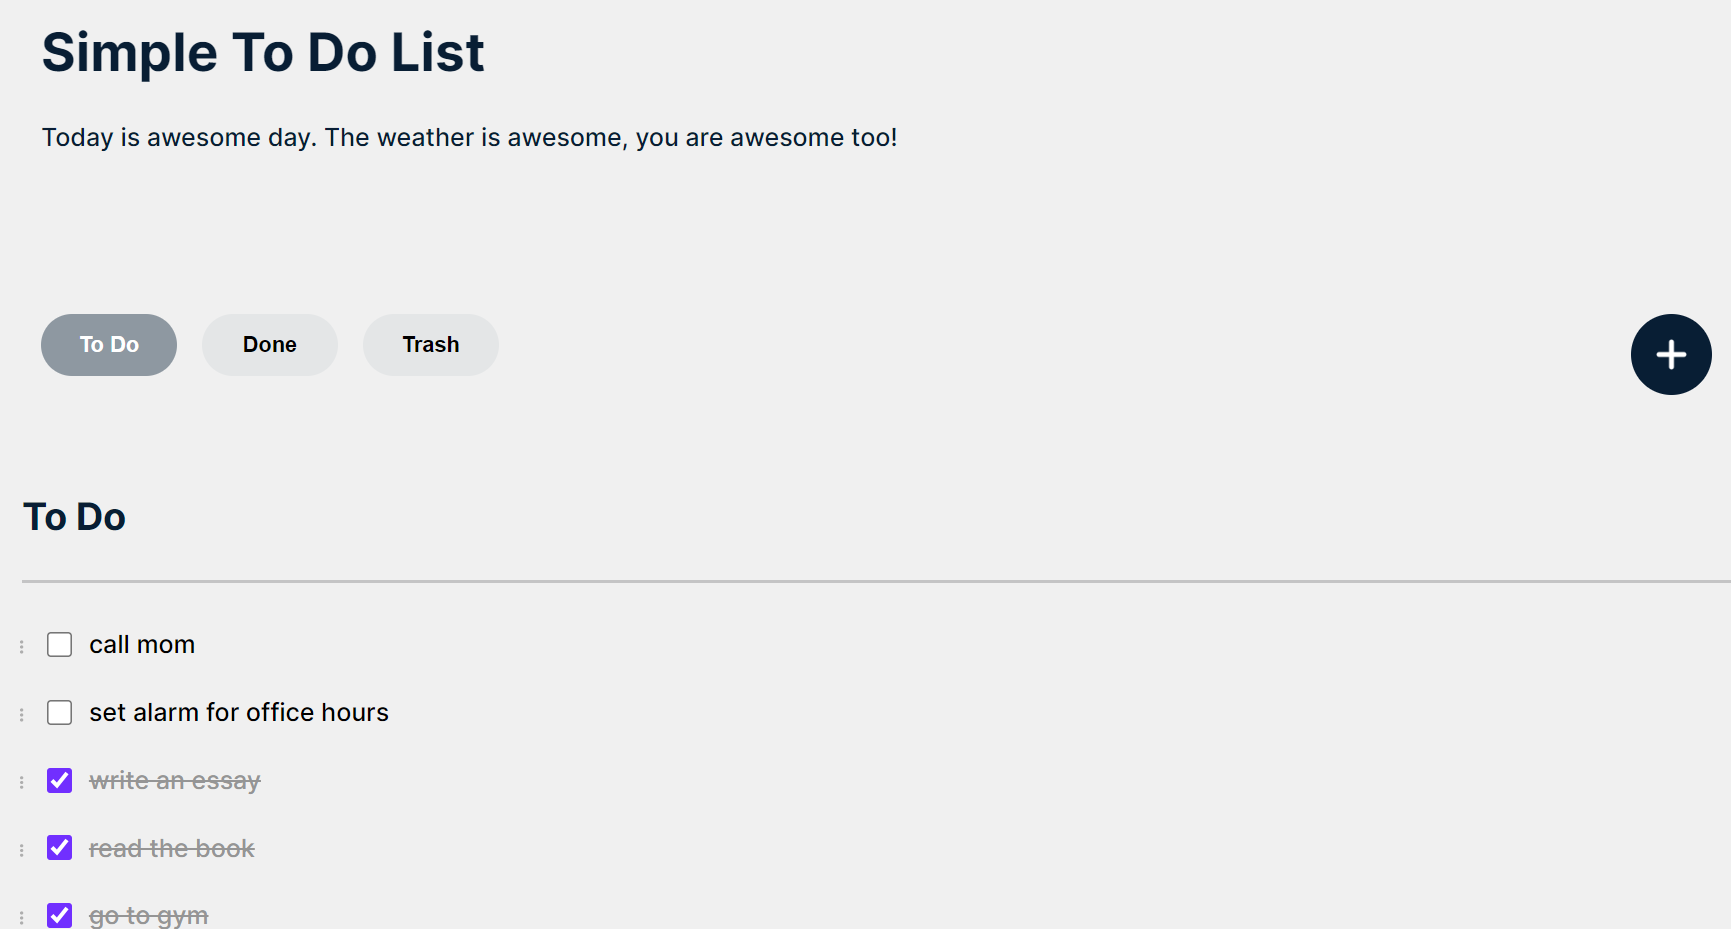 Simple To Do List
Today is awesome day. The weather is awesome, you are awesome too!
To Do Done Trash
To Do
call mom
set alarm for office hours
write an essay
read the book
go to gym